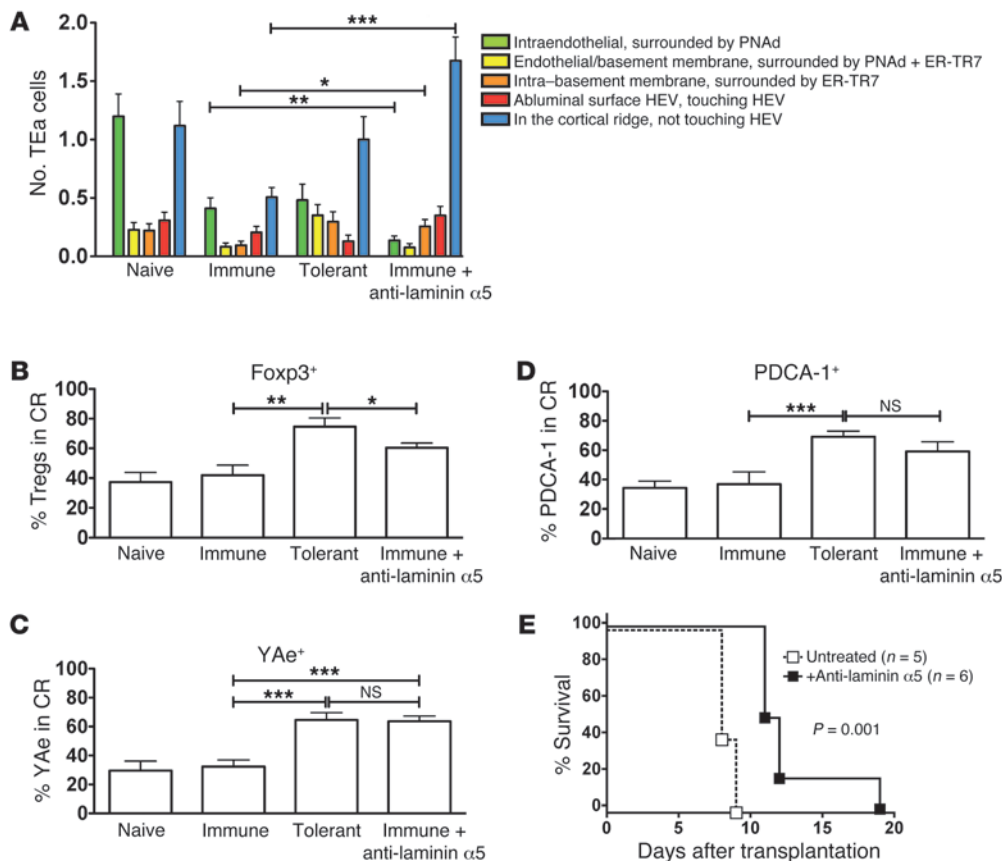 A
No. TEa cells
2.0
1.5
1.0
0.5
0.0
***
*
**
Naive
Immune
Tolerant
Immune +
anti-laminin α5
Intraendothelial, surrounded by PNAd
Endothelial/basement membrane, surrounded by PNAd + ER-TR7
Intra–basement membrane, surrounded by ER-TR7
Abluminal surface HEV, touching HEV
In the cortical ridge, not touching HEV
B
Foxp3+
% Tregs in CR
100
80
60
40
20
0
**
*
Naive
Immune
Tolerant
Immune +
anti-laminin α5
D
PDCA-1+
% PDCA-1 in CR
100
80
60
40
20
0
***
NS
Naive
Immune
Tolerant
Immune +
anti-laminin α5
C
YAe+
% YAe in CR
100
80
60
40
20
0
***
***
NS
Naive
Immune
Tolerant
Immune +
anti-laminin α5
E
% Survival
100
80
60
40
20
0
Untreated (n = 5)
+Anti-laminin α5 (n = 6)
P = 0.001
0
5
10
15
20
Days after transplantation